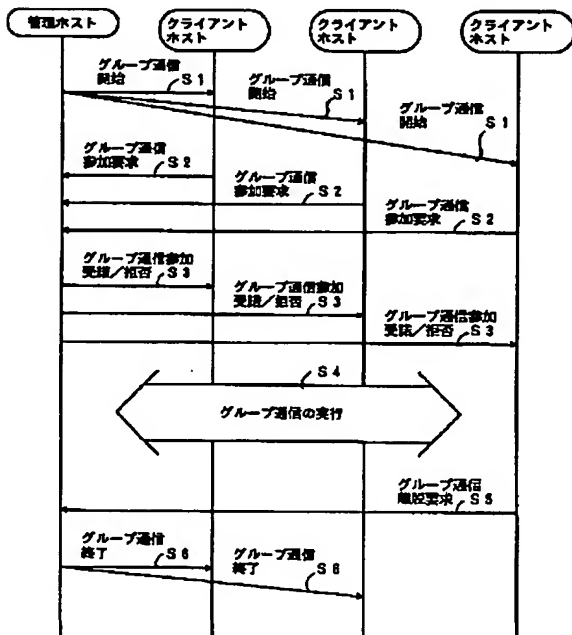 管理ホスト
クライアント
ホスト
クライアント
ホスト
クライアント
ホスト
グループ通信
開始
S1
グループ通信
開始
S1
グループ通信
開始
S1
グループ通信
参加要求
S2
グループ通信
参加要求
S2
グループ通信
参加要求
S2
グループ通信参加
受諾/拒否
S3
グループ通信参加
受諾/拒否
S3
グループ通信参加
受諾/拒否
S3
S4
グループ通信の実行
グループ通信
離脱要求
S5
グループ通信
終了
S6
グループ通信
終了
S6